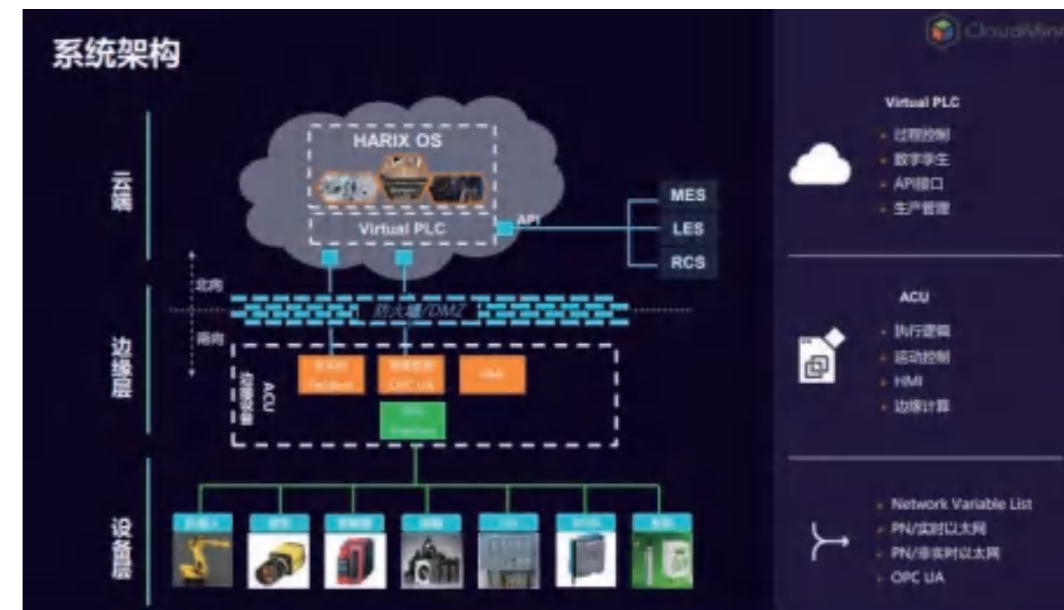 系统架构
CloudMind
云端
HARIX OS
Virtual PLC
API
MES
LES
RCS
北向
防火墙/DMZ
南向
边缘层
ACU
OPC UA
HMI
设备层
机器人
Virtual PLC
过程控制
数字孪生
API接口
生产管理
ACU
执行逻辑
运动控制
HMI
边缘计算
Network Variable List
PN/实时以太网
PN/非实时以太网
OPC UA